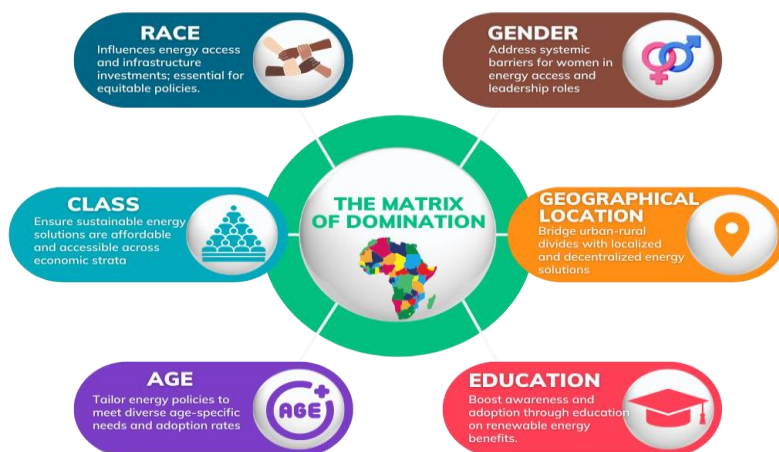 RACE
Influences energy access
and infrastructure
investments; essential for
equitable policies.
GENDER
Address systemic
barriers for women in
energy access and
leadership roles
CLASS
Ensure sustainable energy
solutions are affordable
and accessible across
economic strata
THE MATRIX
OF DOMINATION
GEOGRAPHICAL
LOCATION
Bridge urban-rural
divides with localized
and decentralized energy
solutions
AGE
Tailor energy policies to
meet diverse age-specific
needs and adoption rates
AGE+
EDUCATION
Boost awareness and
adoption through education
on renewable energy
benefits.